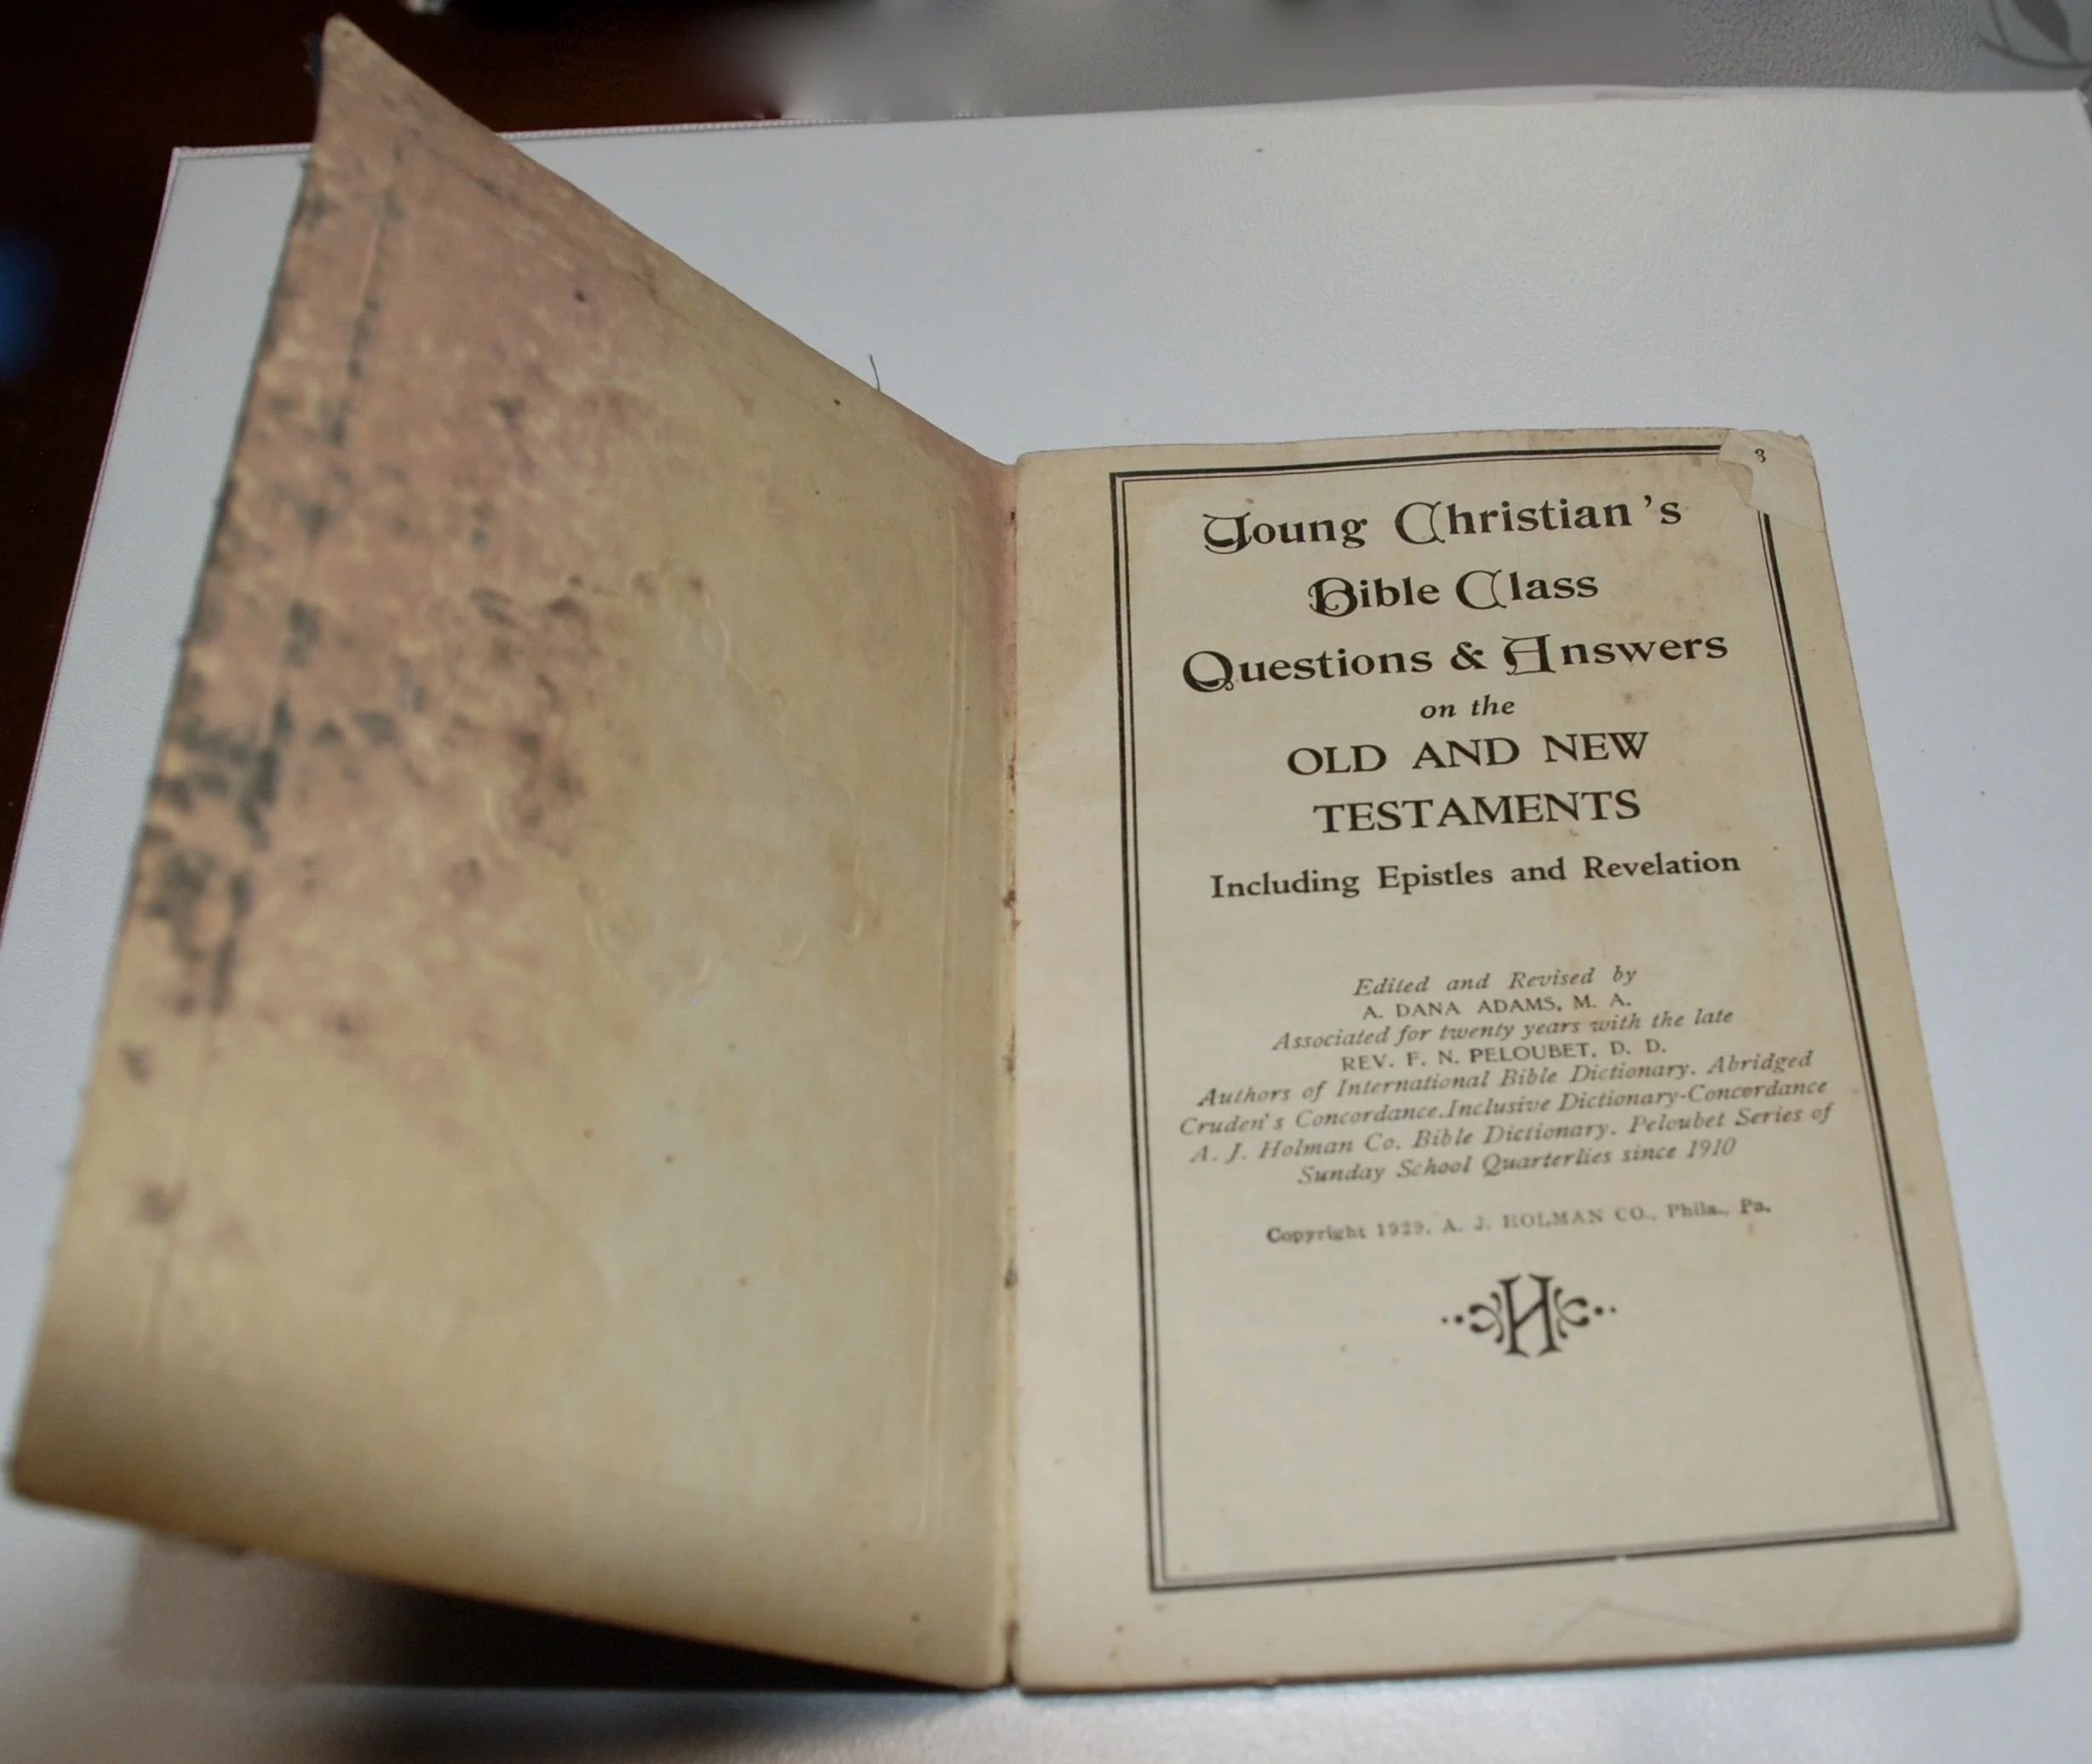 3
Young Christian's
Bible Class
Questions & Answers
on the
OLD AND NEW
TESTAMENTS
Including Epistles and Revelation
Edited and Revised by
A. DANA ADAMS, M. A.
Associated for twenty years with the late
REV. F. N. PELOUBET, D. D.
Authors of International Bible Dictionary, Abridged
Cruden's Concordance, Inclusive Dictionary-Concordance
A. J. Holman Co. Bible Dictionary, Peloubet Series of
Sunday School Quarterlies since 1910
Copyright 1929, A. J. HOLMAN CO., Phila., Pa.
H